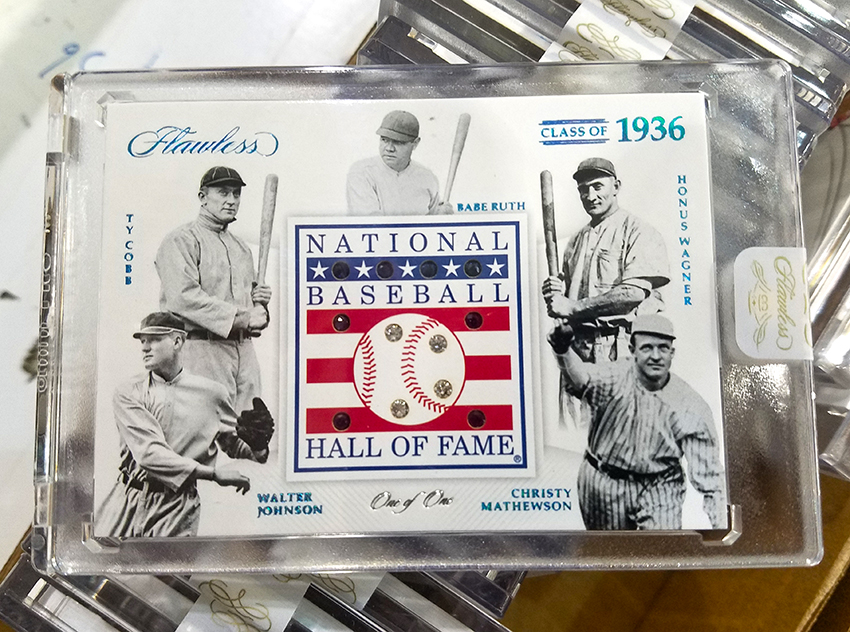 Flawless
CLASS OF 1936
BABE RUTH
TY COBB
HONUS WAGNER
NATIONAL
BASEBALL
HALL OF FAME®
WALTER
JOHNSON
One of One
CHRISTY
MATHEWSON
Flawless